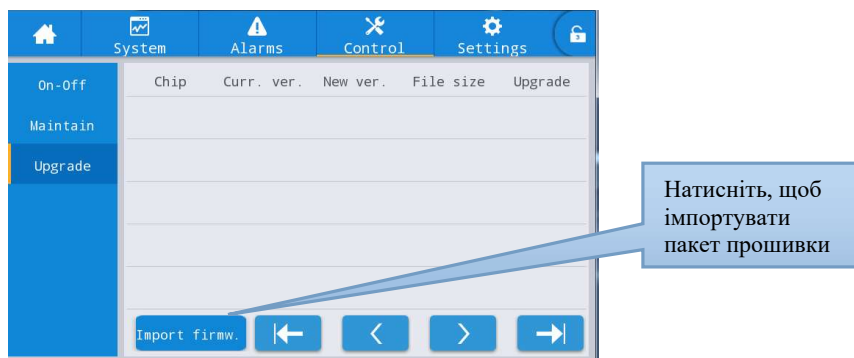 System Alarms Control Settings
On-Off
Maintain
Upgrade
Chip Curr. ver. New ver. File size Upgrade
Натисніть, щоб
імпортувати
пакет прошивки
Import firmw.